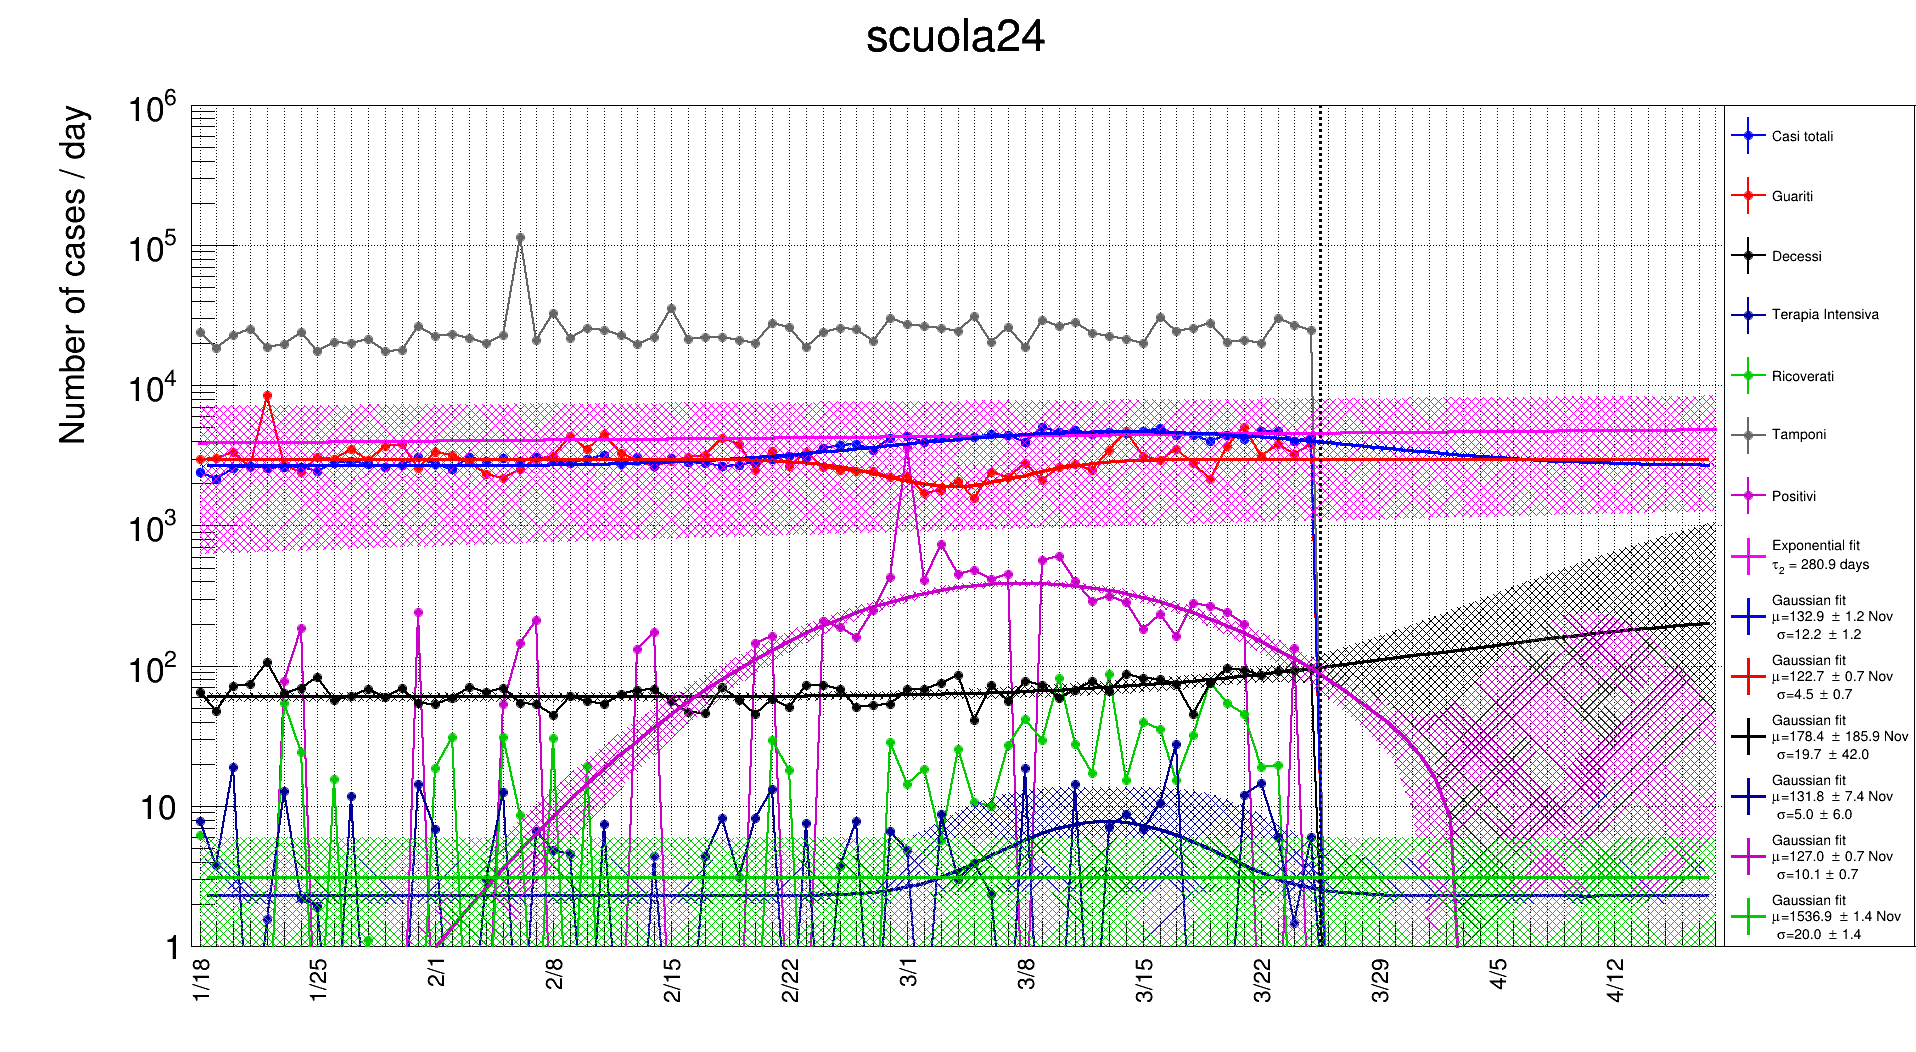 scuola24
Number of cases / day
10^6
10^5
10^4
10^3
10^2
10
1
1/18
1/25
2/1
2/8
2/15
2/22
3/1
3/8
3/15
3/22
3/29
4/5
4/12
Casi totali
Guariti
Decessi
Terapia Intensiva
Ricoverati
Tamponi
Positivi
Exponential fit
τ₂ = 280.9 days
Gaussian fit
μ=132.9 ± 1.2 Nov
σ=12.2 ± 1.2
Gaussian fit
μ=122.7 ± 0.7 Nov
σ=4.5 ± 0.7
Gaussian fit
μ=178.4 ± 185.9 Nov
σ=19.7 ± 42.0
Gaussian fit
μ=131.8 ± 7.4 Nov
σ=5.0 ± 6.0
Gaussian fit
μ=127.0 ± 0.7 Nov
σ=10.1 ± 0.7
Gaussian fit
μ=1536.9 ± 1.4 Nov
σ=20.0 ± 1.4